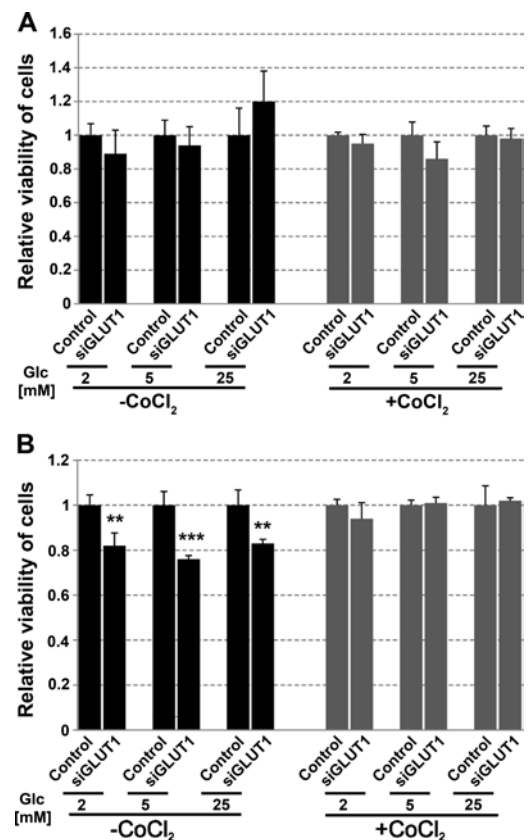 A
Relative viability of cells
1.6
1.4
1.2
1
0.8
0.6
0.4
0.2
0
Control siGLUT1 Control siGLUT1 Control siGLUT1 Control siGLUT1 Control siGLUT1 Control siGLUT1
Glc 2 5 25 2 5 25
[mM]
-CoCl₂ +CoCl₂
B
Relative viability of cells
1.2
1
0.8
0.6
0.4
0.2
0
** *** **
Control siGLUT1 Control siGLUT1 Control siGLUT1 Control siGLUT1 Control siGLUT1 Control siGLUT1
Glc 2 5 25 2 5 25
[mM]
-CoCl₂ +CoCl₂